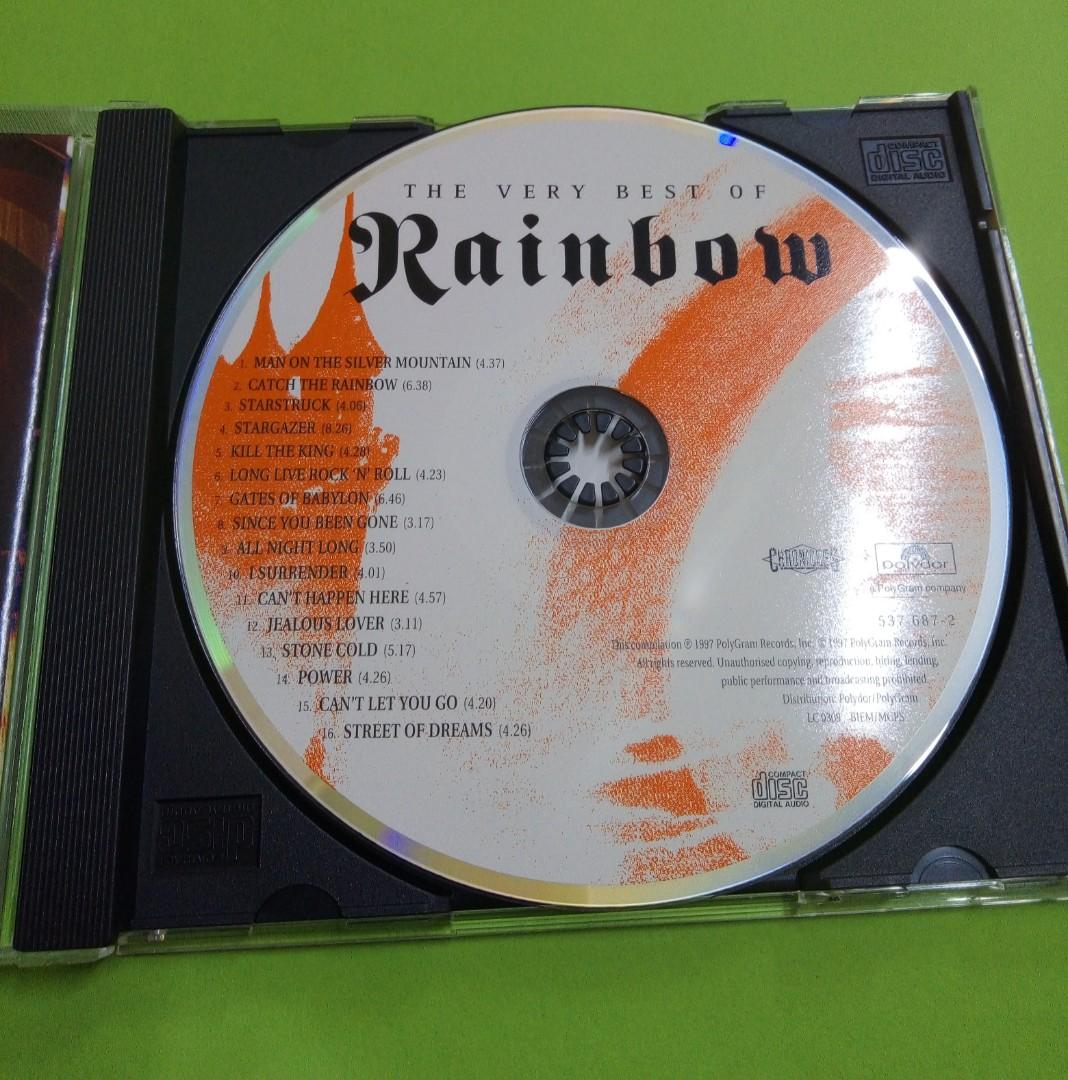 COMPACT
disc
DIGITAL AUDIO
THE VERY BEST OF
Rainbow
1. MAN ON THE SILVER MOUNTAIN (4.37)
2. CATCH THE RAINBOW (6.38)
3. STARSTRUCK (4.06)
4. STARGAZER (8.26)
5. KILL THE KING (4.28)
6. LONG LIVE ROCK 'N' ROLL (4.23)
7. GATES OF BABYLON (6.46)
8. SINCE YOU BEEN GONE (3.17)
9. ALL NIGHT LONG (3.50)
10. I SURRENDER (4.01)
11. CAN'T HAPPEN HERE (4.57)
12. JEALOUS LOVER (3.11)
13. STONE COLD (5.17)
14. POWER (4.26)
15. CAN'T LET YOU GO (4.20)
16. STREET OF DREAMS (4.26)
CHRONICLES
Polydor
a PolyGram company
537 687-2
This compilation ℗ 1997 PolyGram Records, Inc. © 1997 PolyGram Records, Inc.
All rights reserved. Unauthorised copying, reproduction, hiring, lending,
public performance and broadcasting prohibited
Distribution: Polydor/PolyGram
LC 0309 BIEM/MCPS
COMPACT
disc
DIGITAL AUDIO